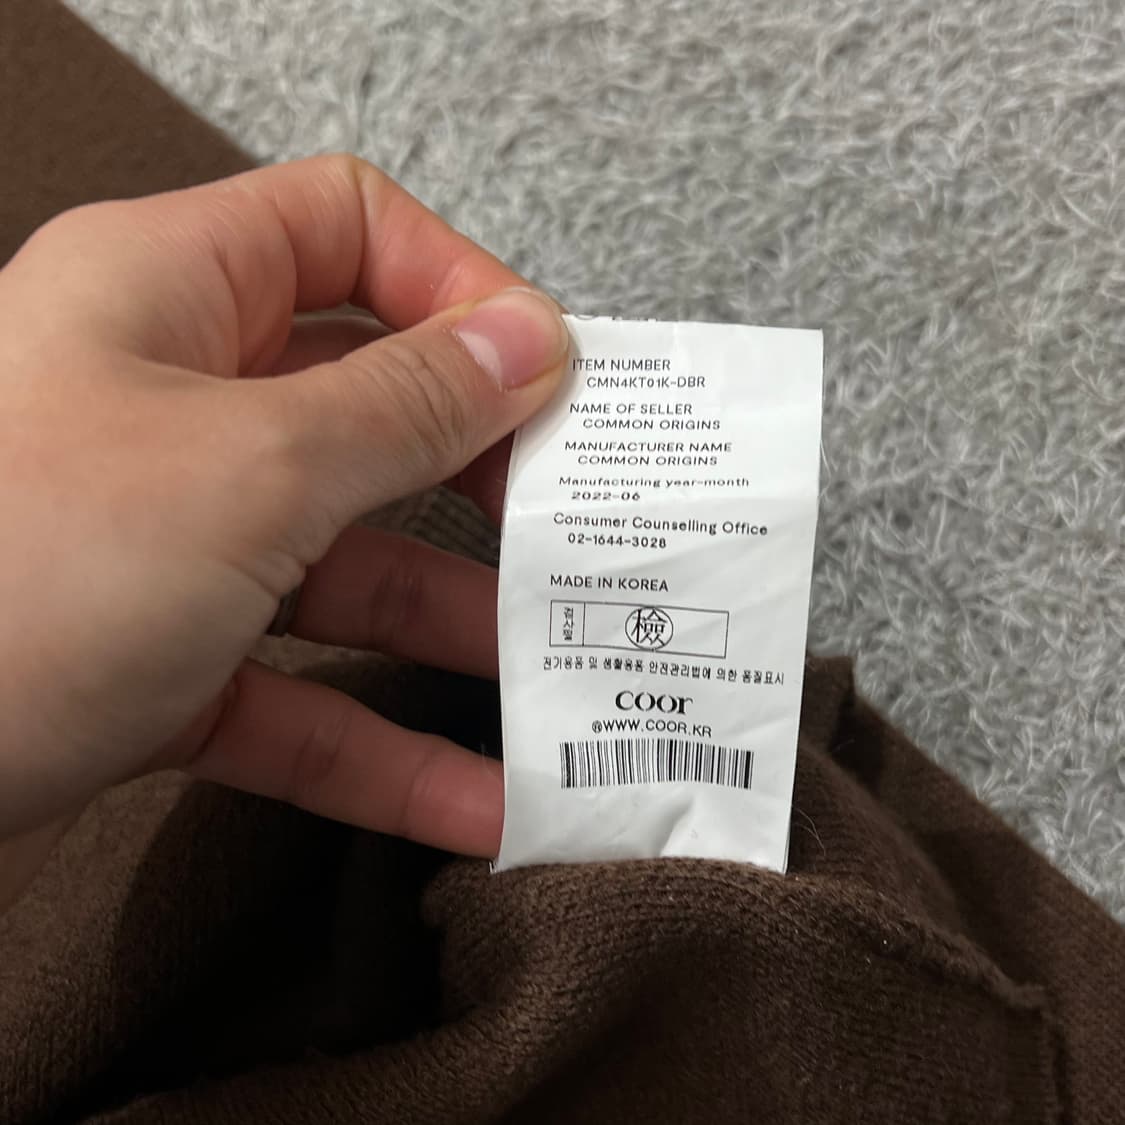 ITEM NUMBER
CMN4KT01K-DBR
NAME OF SELLER
COMMON ORIGINS
MANUFACTURER NAME
COMMON ORIGINS
Manufacturing year-month
2022-06
Consumer Counselling Office
02-1644-3028
MADE IN KOREA
검사필
檢
전기용품 및 생활용품 안전관리법에 의한 품질표시
coor
@WWW.COOR.KR